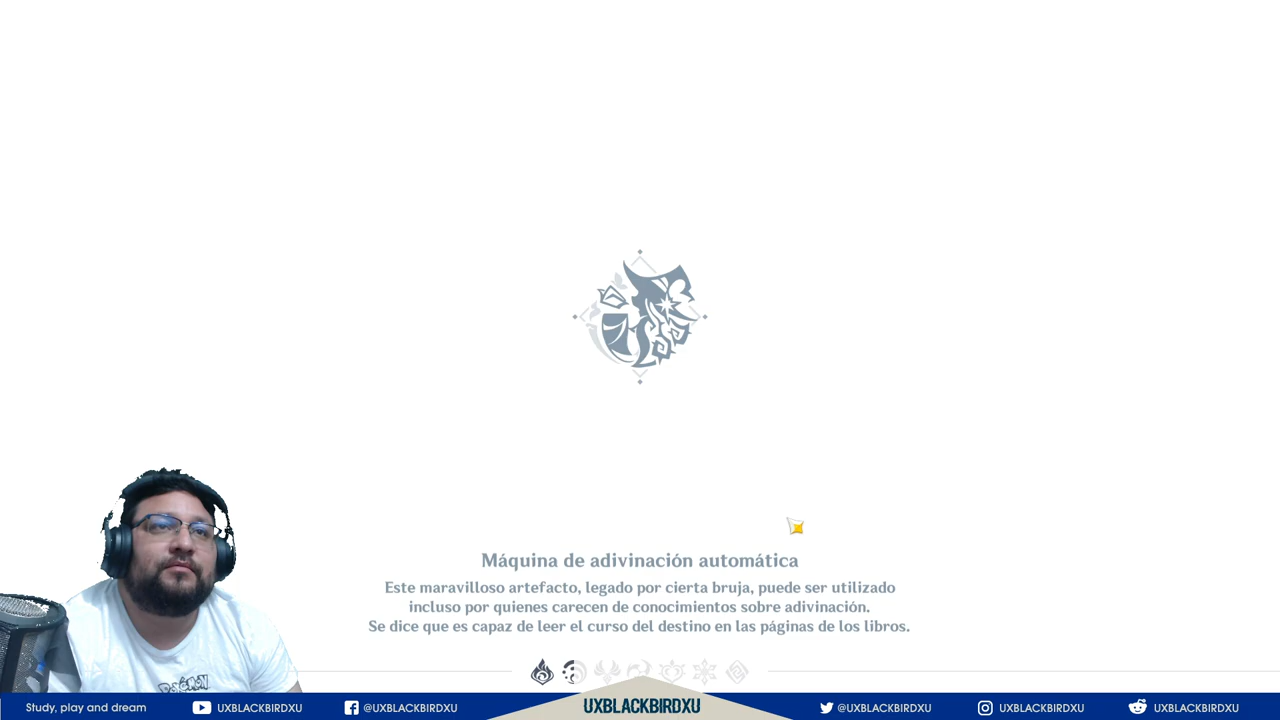 Máquina de adivinación automática
Este maravilloso artefacto, legado por cierta bruja, puede ser utilizado
incluso por quienes carecen de conocimientos sobre adivinación.
Se dice que es capaz de leer el curso del destino en las páginas de los libros.
POKÉMON
Study, play and dream
UXBLACKBIRDXU
@UXBLACKBIRDXU
UXBLACKBIRDXU
@UXBLACKBIRDXU
UXBLACKBIRDXU
UXBLACKBIRDXU